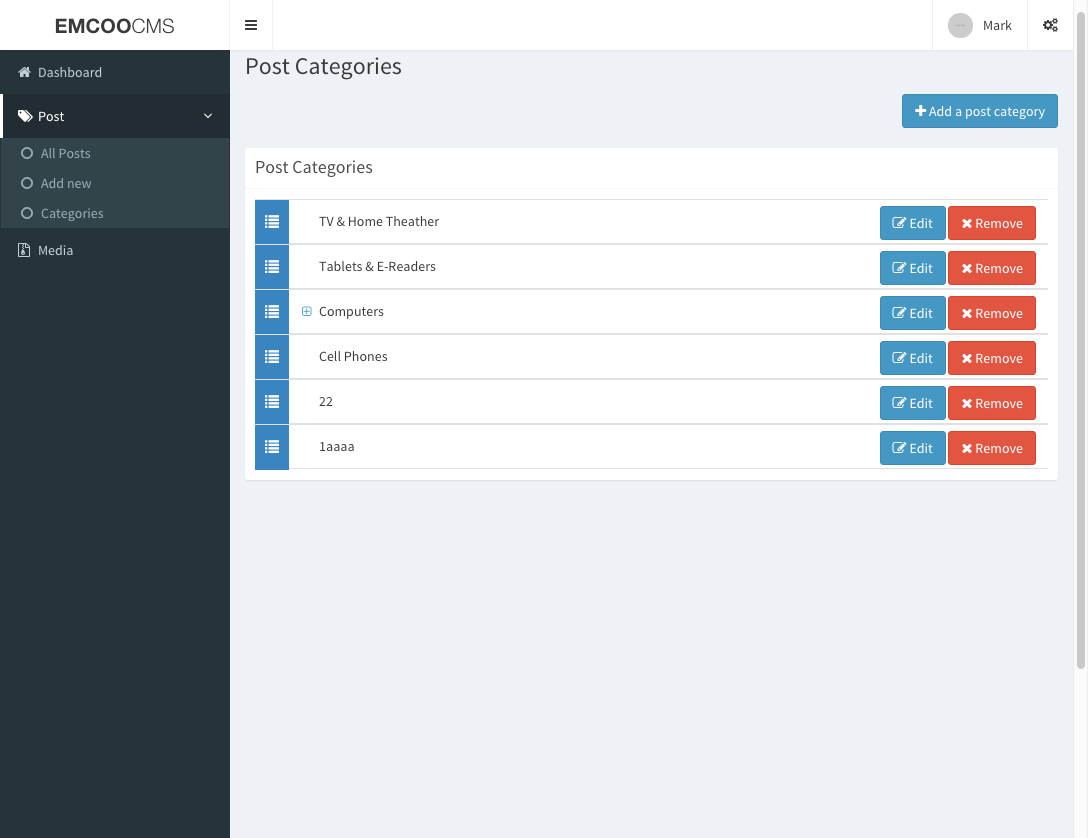 EMCOOCMS
Mark
Dashboard
Post
All Posts
Add new
Categories
Media
Post Categories
Add a post category
Post Categories
TV & Home Theather Edit Remove
Tablets & E-Readers Edit Remove
Computers Edit Remove
Cell Phones Edit Remove
22 Edit Remove
1aaaa Edit Remove